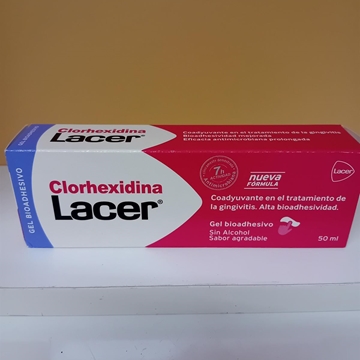 Clorhexidina
Lacer®
Coadyuvante en el tratamiento de la gingivitis
Bioadhesividad mejorada
Eficacia antimicrobiana prolongada
GEL BIOADHESIVO
Clorhexidina
Lacer®
7h
nueva
FÓRMULA
Lacer
Coadyuvante en el tratamiento de
la gingivitis. Alta bioadhesividad.
Gel bioadhesivo
Sin Alcohol
Sabor agradable
50 ml